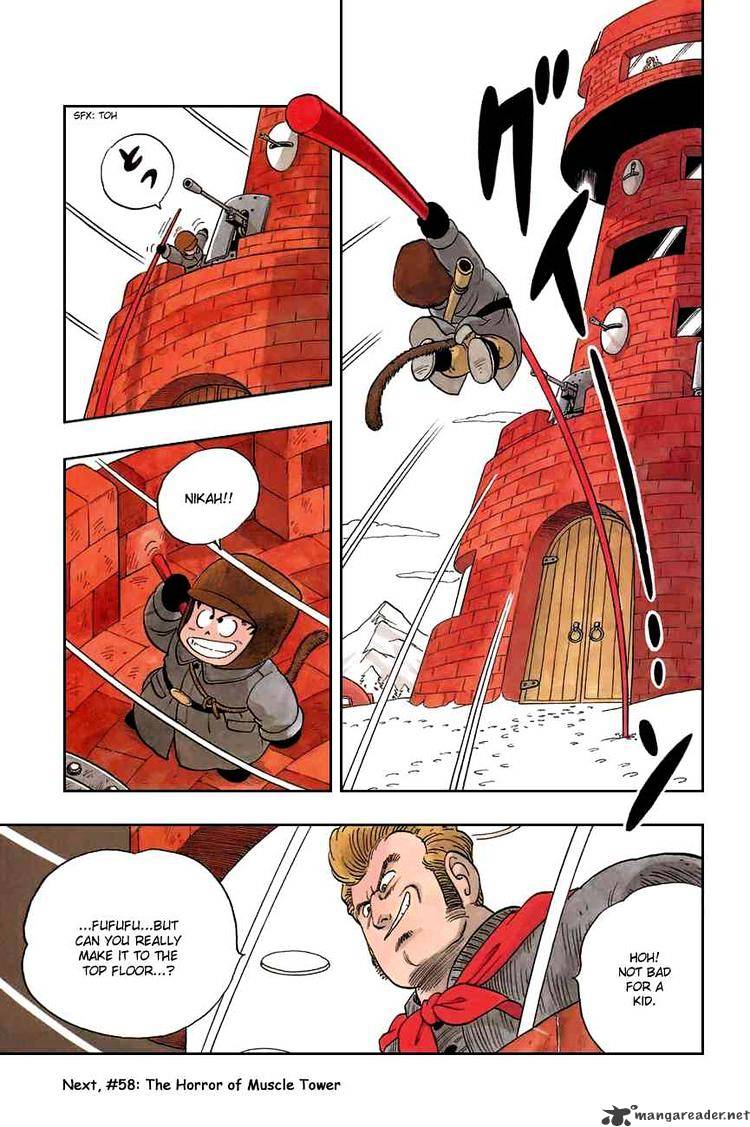 グ
イ
ーン
SFX: TOH
とっ
NIKAH!!
HOH!
NOT BAD
FOR A
KID.
...FUFUFU...BUT
CAN YOU REALLY
MAKE IT TO THE
TOP FLOOR...?
Next, #58: The Horror of Muscle Tower
mangareader.net